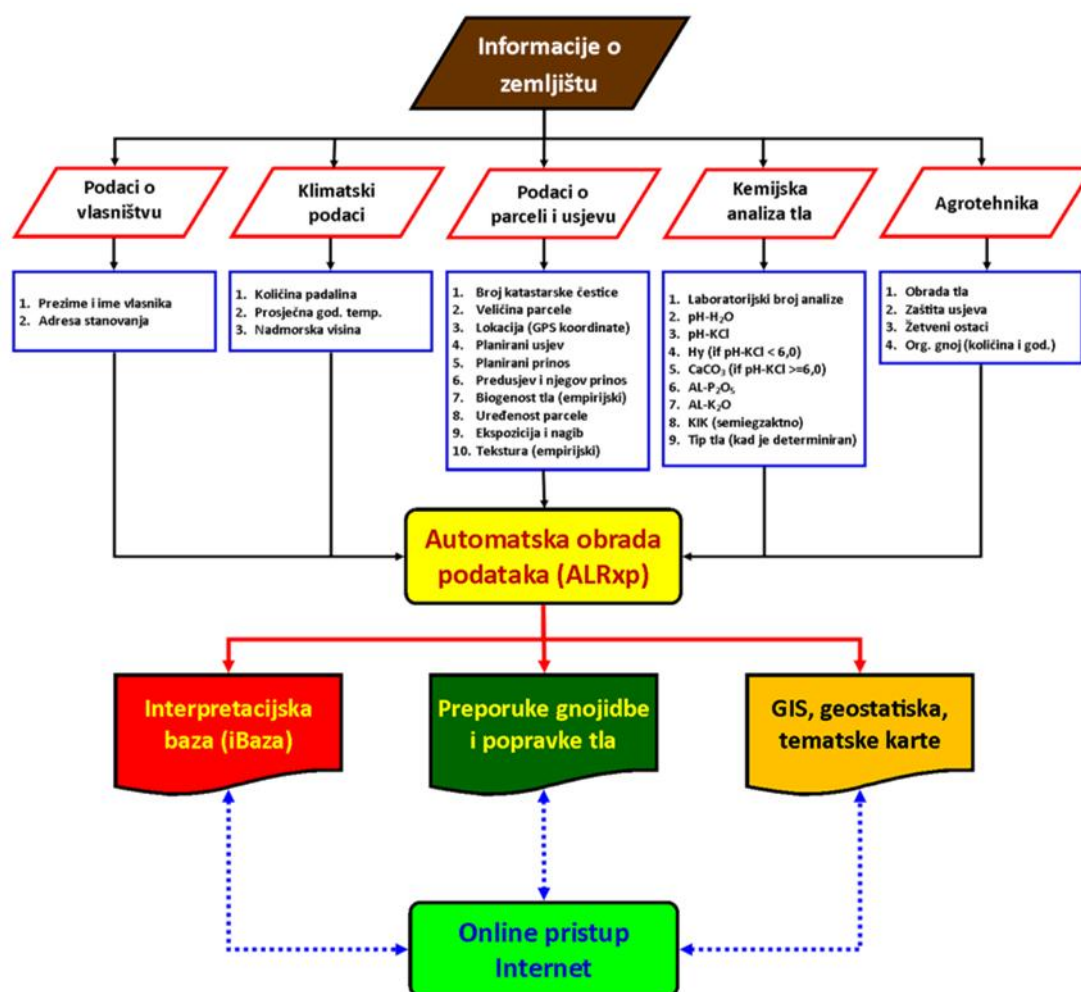 Informacije o
zemljištu
Podaci o
vlasništvu
Klimatski
podaci
Podaci o
parceli i usjevu
Kemijska
analiza tla
Agrotehnika
1. Prezime i ime vlasnika
2. Adresa stanovanja
1. Količina padalina
2. Prosječna god. temp.
3. Nadmorska visina
1. Broj katastarske čestice
2. Veličina parcele
3. Lokacija (GPS koordinate)
4. Planirani usjev
5. Planirani prinos
6. Predusjev i njegov prinos
7. Biogenost tla (empirijski)
8. Uređenost parcele
9. Ekspozicija i nagib
10. Tekstura (empirijski)
1. Laboratorijski broj analize
2. pH-H₂O
3. pH-KCl
4. Hy (if pH-KCl < 6,0)
5. CaCO₃ (if pH-KCl >=6,0)
6. AL-P₂O₅
7. AL-K₂O
8. KIK (semiegzaktno)
9. Tip tla (kad je determiniran)
1. Obrada tla
2. Zaštita usjeva
3. Žetveni ostaci
4. Org. gnoj (količina i god.)
Automatska obrada
podataka (ALRxp)
Interpretacijska
baza (iBaza)
Preporuke gnojidbe
i popravke tla
GIS, geostatiska,
tematske karte
Online pristup
Internet